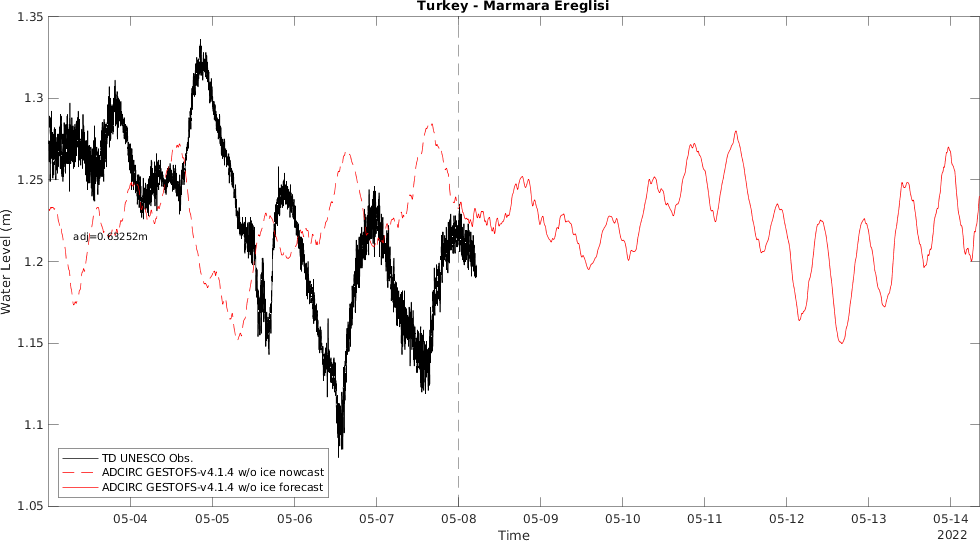 Turkey - Marmara Ereglisi
1.35
1.3
1.25
1.2
1.15
1.1
1.05
Water Level (m)
adj=0.63252m
TD UNESCO Obs.
ADCIRC GESTOFS-v4.1.4 w/o ice nowcast
ADCIRC GESTOFS-v4.1.4 w/o ice forecast
05-04 05-05 05-06 05-07 05-08 05-09 05-10 05-11 05-12 05-13 05-14
Time
2022